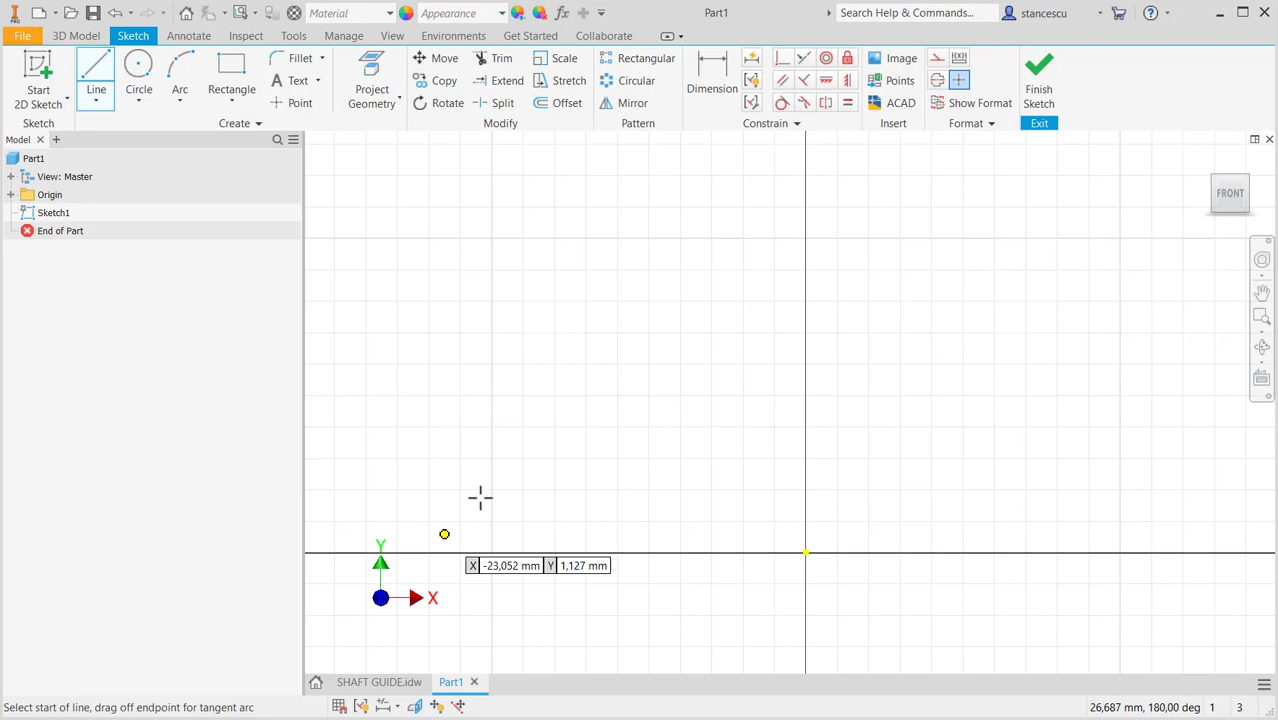 PRO
Material
Appearance
Part1
Search Help & Commands...
stancescu
File
3D Model
Sketch
Annotate
Inspect
Tools
Manage
View
Environments
Get Started
Collaborate
Start
2D Sketch
Line
Circle
Arc
Rectangle
Fillet
Text
Point
Project
Geometry
Move
Copy
Rotate
Trim
Extend
Split
Scale
Stretch
Offset
Rectangular
Circular
Mirror
Dimension
Image
Points
ACAD
Show Format
Finish
Sketch
Sketch
Create
Modify
Pattern
Constrain
Insert
Format
Exit
Model
Part1
View: Master
Origin
Sketch1
End of Part
FRONT
Y
X
X -23,052 mm Y 1,127 mm
SHAFT GUIDE.idw
Part1
Select start of line, drag off endpoint for tangent arc
26,687 mm, 180,00 deg 1 3